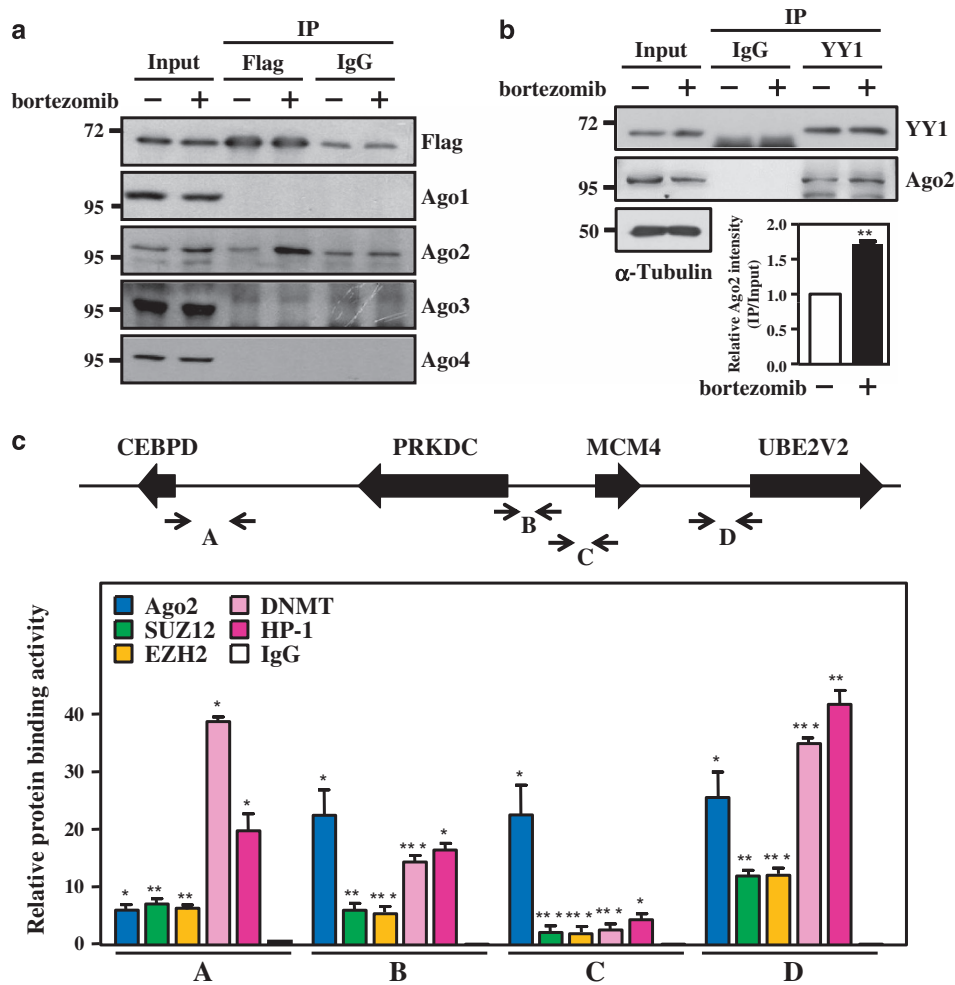 a
IP
Input Flag IgG
bortezomib − + − + − +
72 Flag
95 Ago1
95 Ago2
95 Ago3
95 Ago4
b
IP
Input IgG YY1
bortezomib − + − + − +
72 YY1
95 Ago2
50
α-Tubulin
Relative Ago2 intensity
(IP/Input)
2.0
1.5
1.0
0.5
0.0
**
bortezomib − +
c
CEBPD PRKDC MCM4 UBE2V2
A B C D
Relative protein binding activity
Ago2 DNMT
SUZ12 HP-1
EZH2 IgG
40
30
20
10
0
* ** ** * *
* ** *** *** *
* *** *** *** *
* ** *** *** **
A B C D